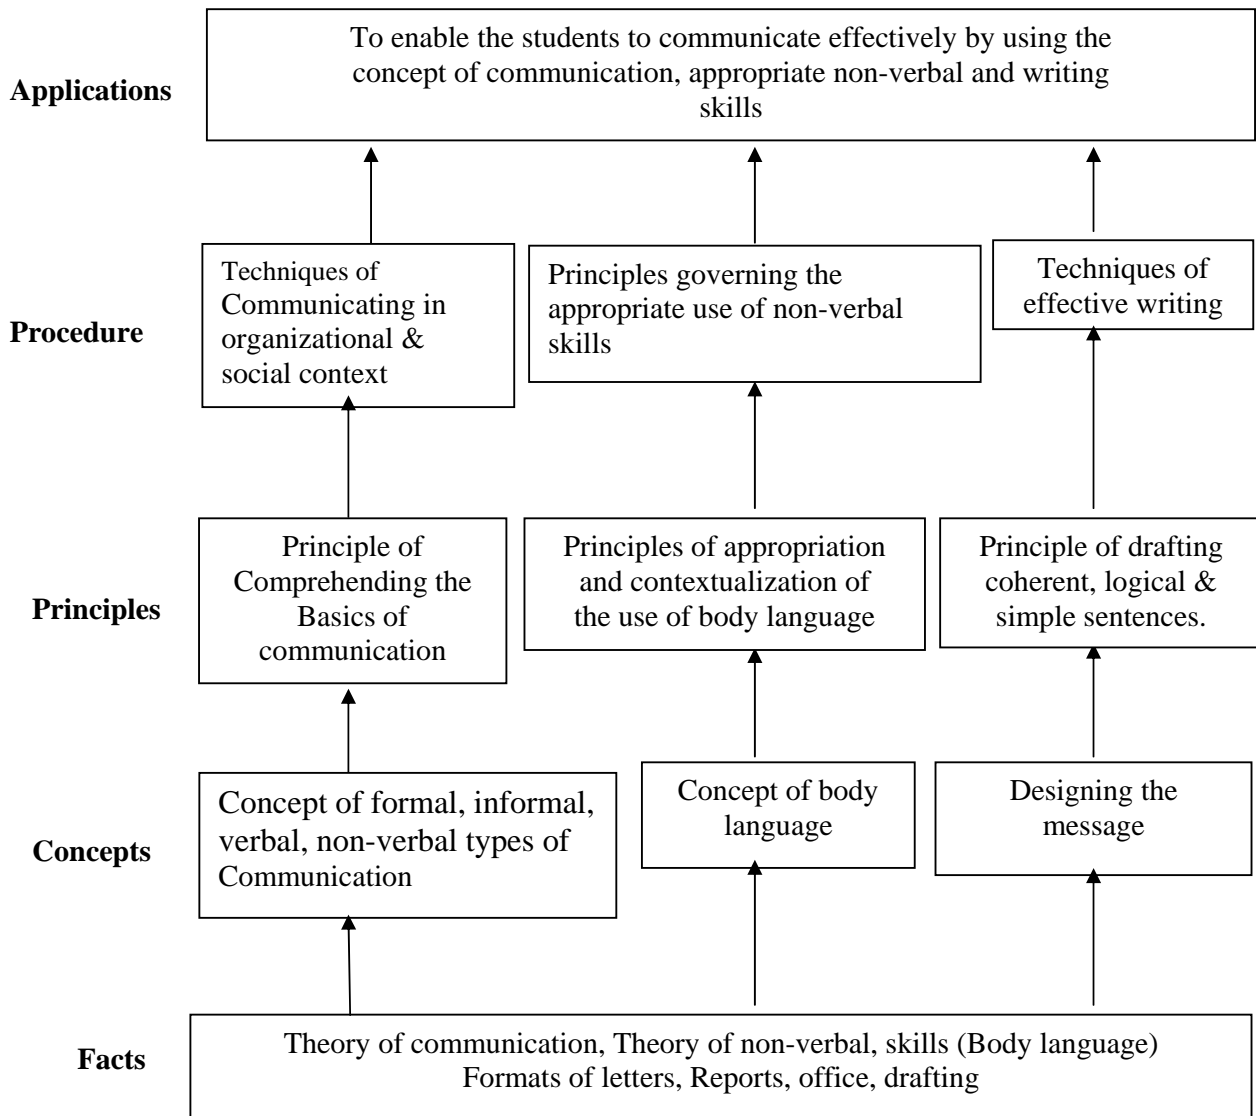 To enable the students to communicate effectively by using the
concept of communication, appropriate non-verbal and writing
skills
Applications
Techniques of
Communicating in
organizational &
social context
Principles governing the
appropriate use of non-verbal
skills
Techniques of
effective writing
Procedure
Principle of
Comprehending the
Basics of
communication
Principles of appropriation
and contextualization of
the use of body language
Principle of drafting
coherent, logical &
simple sentences.
Principles
Concept of formal, informal,
verbal, non-verbal types of
Communication
Concept of body
language
Designing the
message
Concepts
Theory of communication, Theory of non-verbal, skills (Body language)
Formats of letters, Reports, office, drafting
Facts